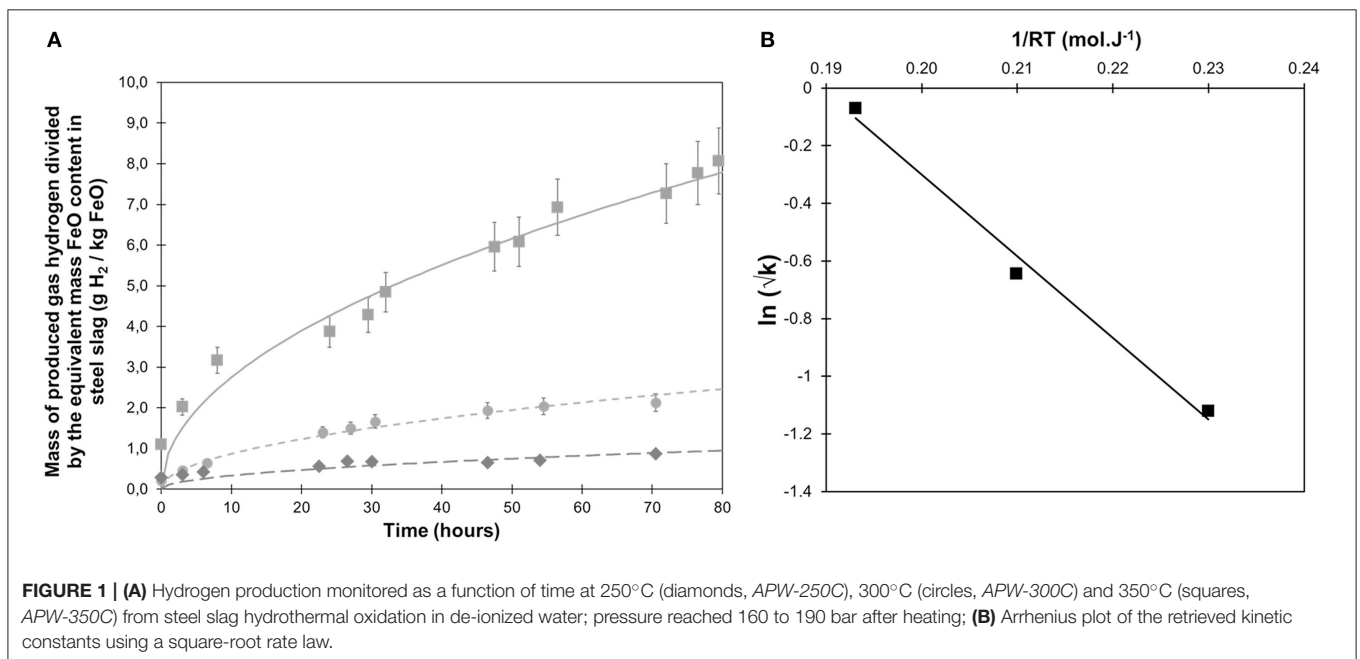 A
Mass of produced gas hydrogen divided
by the equivalent mass FeO content in
steel slag (g H₂ / kg FeO)
10,0
9,0
8,0
7,0
6,0
5,0
4,0
3,0
2,0
1,0
0,0
0 10 20 30 40 50 60 70 80
Time (hours)
B
1/RT (mol.J⁻¹)
0.19 0.20 0.21 0.22 0.23 0.24
ln (√k)
0
-0.2
-0.4
-0.6
-0.8
-1
-1.2
-1.4
FIGURE 1 | (A) Hydrogen production monitored as a function of time at 250°C (diamonds, APW-250C), 300°C (circles, APW-300C) and 350°C (squares,
APW-350C) from steel slag hydrothermal oxidation in de-ionized water; pressure reached 160 to 190 bar after heating; (B) Arrhenius plot of the retrieved kinetic
constants using a square-root rate law.